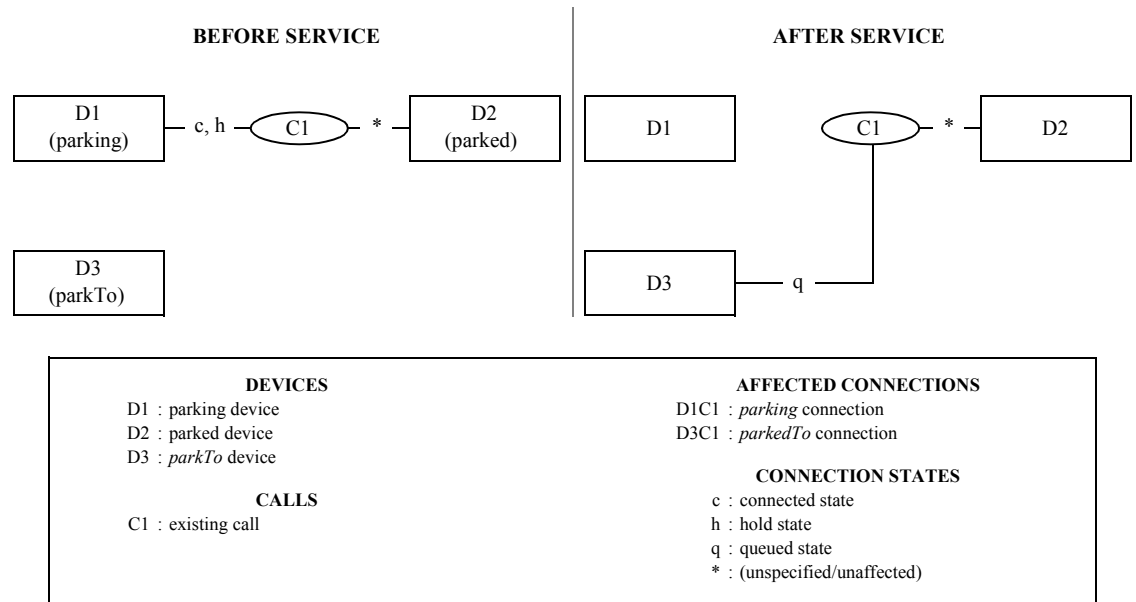 BEFORE SERVICE
D1
(parking)
c, h
C1
*
D2
(parked)
D3
(parkTo)
AFTER SERVICE
D1
C1
*
D2
D3
q
DEVICES
D1 : parking device
D2 : parked device
D3 : parkTo device
CALLS
C1 : existing call
AFFECTED CONNECTIONS
D1C1 : parking connection
D3C1 : parkedTo connection
CONNECTION STATES
c : connected state
h : hold state
q : queued state
* : (unspecified/unaffected)